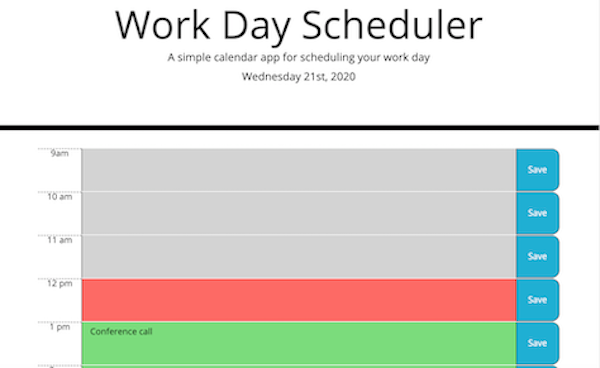 Work Day Scheduler
A simple calendar app for scheduling your work day
Wednesday 21st, 2020
9am Save
10 am Save
11 am Save
12 pm Save
1 pm Conference call Save